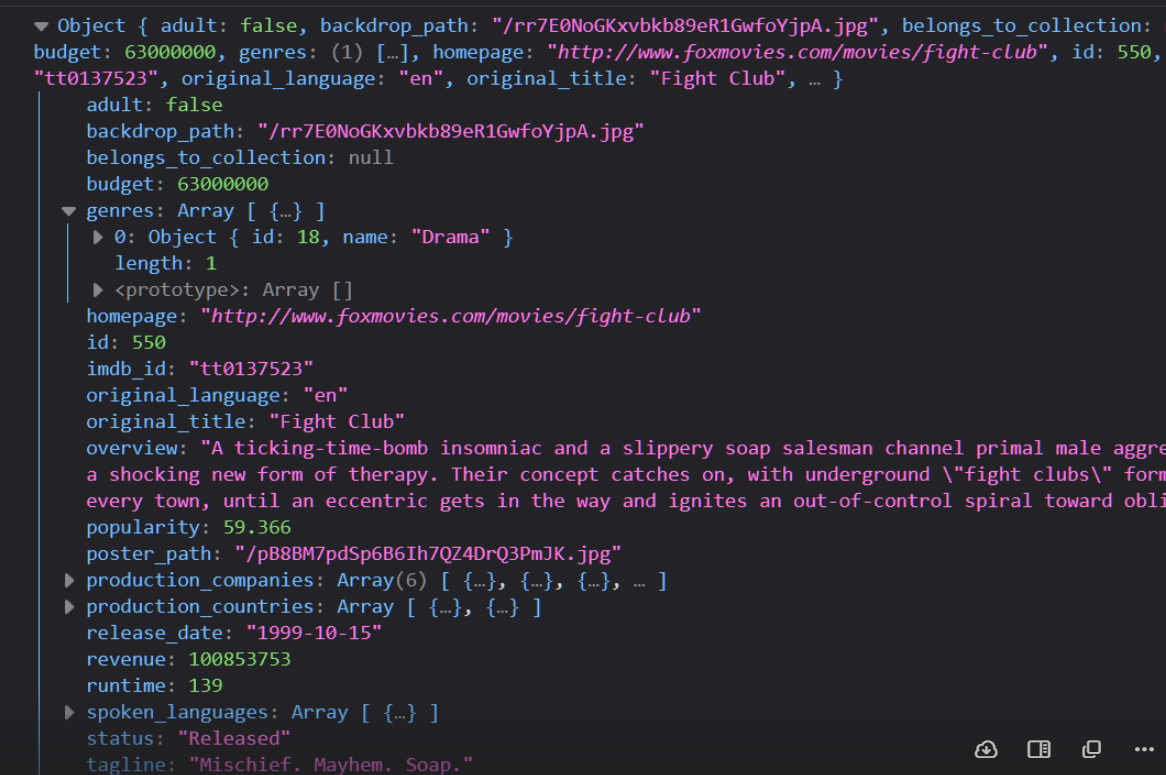 Object { adult: false, backdrop_path: "/rr7E0NoGKxvbkb89eR1GwfoYjpA.jpg", belongs_to_collection:
budget: 63000000, genres: (1) […], homepage: "http://www.foxmovies.com/movies/fight-club", id: 550,
"tt0137523", original_language: "en", original_title: "Fight Club", … }
adult: false
backdrop_path: "/rr7E0NoGKxvbkb89eR1GwfoYjpA.jpg"
belongs_to_collection: null
budget: 63000000
genres: Array [ {…} ]
0: Object { id: 18, name: "Drama" }
length: 1
<prototype>: Array []
homepage: "http://www.foxmovies.com/movies/fight-club"
id: 550
imdb_id: "tt0137523"
original_language: "en"
original_title: "Fight Club"
overview: "A ticking-time-bomb insomniac and a slippery soap salesman channel primal male aggre
a shocking new form of therapy. Their concept catches on, with underground \"fight clubs\" form
every town, until an eccentric gets in the way and ignites an out-of-control spiral toward obli
popularity: 59.366
poster_path: "/pB8BM7pdSp6B6Ih7QZ4DrQ3PmJK.jpg"
production_companies: Array(6) [ {…}, {…}, {…}, … ]
production_countries: Array [ {…}, {…} ]
release_date: "1999-10-15"
revenue: 100853753
runtime: 139
spoken_languages: Array [ {…} ]
status: "Released"
tagline: "Mischief. Mayhem. Soap."